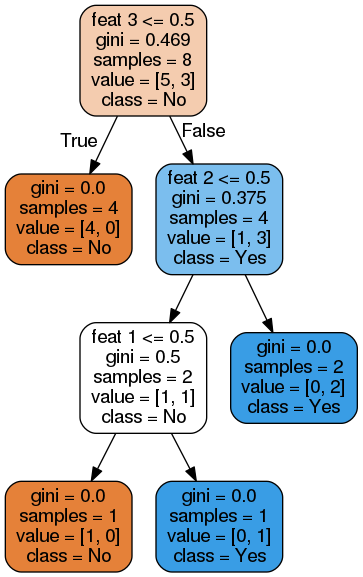 feat 3 <= 0.5
gini = 0.469
samples = 8
value = [5, 3]
class = No
True
False
gini = 0.0
samples = 4
value = [4, 0]
class = No
feat 2 <= 0.5
gini = 0.375
samples = 4
value = [1, 3]
class = Yes
feat 1 <= 0.5
gini = 0.5
samples = 2
value = [1, 1]
class = No
gini = 0.0
samples = 2
value = [0, 2]
class = Yes
gini = 0.0
samples = 1
value = [1, 0]
class = No
gini = 0.0
samples = 1
value = [0, 1]
class = Yes